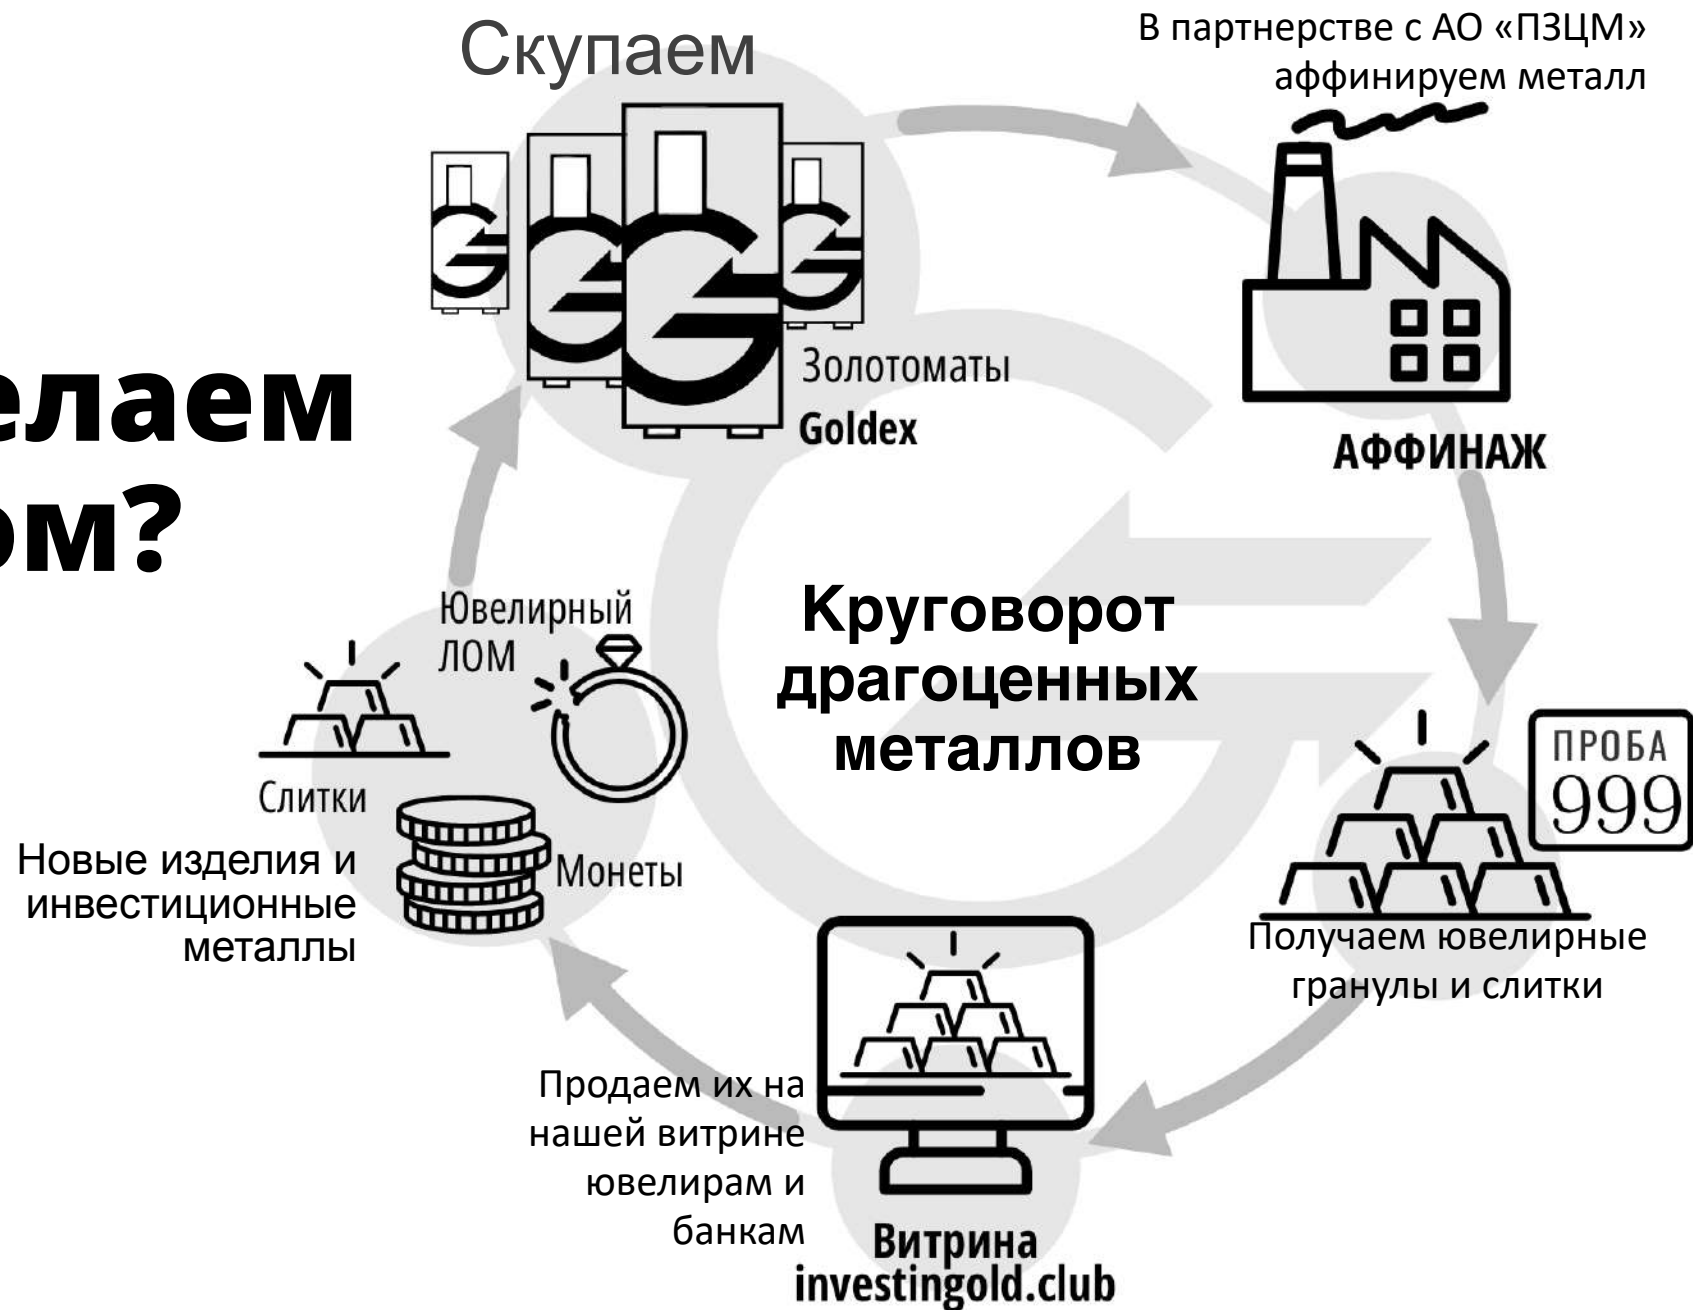 Скупаем
В партнерстве с АО «ПЗЦМ»
аффинируем металл
Золотоматы
Goldex
АФФИНАЖ
елаем
ом?
Круговорот
драгоценных
металлов
Ювелирный
ЛОМ
Слитки
Монеты
Новые изделия и
инвестиционные
металлы
ПРОБА
999
Получаем ювелирные
гранулы и слитки
Продаем их на
нашей витрине
ювелирам и
банкам
Витрина
investingold.club